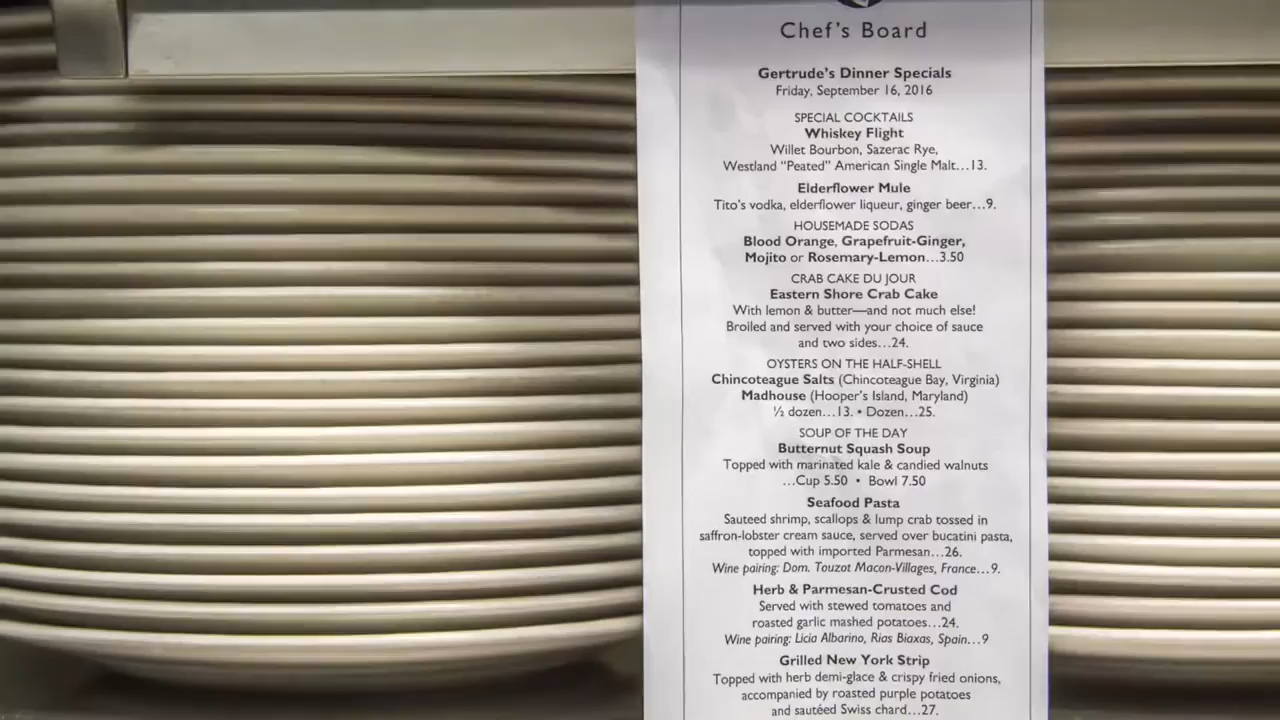 Chef's Board
Gertrude's Dinner Specials
Friday, September 16, 2016
SPECIAL COCKTAILS
Whiskey Flight
Willet Bourbon, Sazerac Rye,
Westland "Peated" American Single Malt...13.
Elderflower Mule
Tito's vodka, elderflower liqueur, ginger beer...9.
HOUSEMADE SODAS
Blood Orange, Grapefruit-Ginger,
Mojito or Rosemary-Lemon...3.50
CRAB CAKE DU JOUR
Eastern Shore Crab Cake
With lemon & butter—and not much else!
Broiled and served with your choice of sauce
and two sides...24.
OYSTERS ON THE HALF-SHELL
Chincoteague Salts (Chincoteague Bay, Virginia)
Madhouse (Hooper's Island, Maryland)
½ dozen...13. • Dozen...25.
SOUP OF THE DAY
Butternut Squash Soup
Topped with marinated kale & candied walnuts
...Cup 5.50 • Bowl 7.50
Seafood Pasta
Sauteed shrimp, scallops & lump crab tossed in
saffron-lobster cream sauce, served over bucatini pasta,
topped with imported Parmesan...26.
Wine pairing: Dom. Touzot Macon-Villages, France...9.
Herb & Parmesan-Crusted Cod
Served with stewed tomatoes and
roasted garlic mashed potatoes...24.
Wine pairing: Licia Albarino, Rias Biaxas, Spain...9
Grilled New York Strip
Topped with herb demi-glace & crispy fried onions,
accompanied by roasted purple potatoes
and sautéed Swiss chard...27.